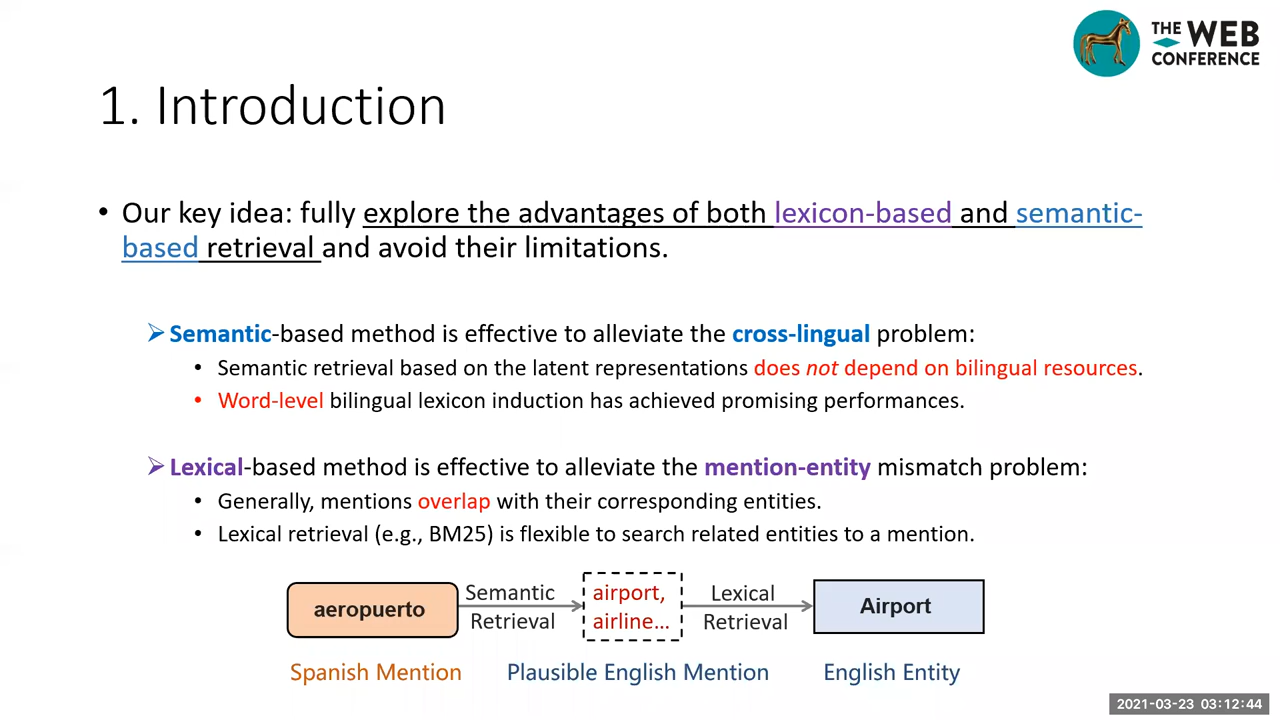 THE WEB
CONFERENCE
1. Introduction
• Our key idea: fully explore the advantages of both lexicon-based and semantic-
based retrieval and avoid their limitations.
➢ Semantic-based method is effective to alleviate the cross-lingual problem:
• Semantic retrieval based on the latent representations does not depend on bilingual resources.
• Word-level bilingual lexicon induction has achieved promising performances.
➢ Lexical-based method is effective to alleviate the mention-entity mismatch problem:
• Generally, mentions overlap with their corresponding entities.
• Lexical retrieval (e.g., BM25) is flexible to search related entities to a mention.
aeropuerto
Semantic
Retrieval
airport,
airline...
Lexical
Retrieval
Airport
Spanish Mention
Plausible English Mention
English Entity
2021-03-23 03:12:44